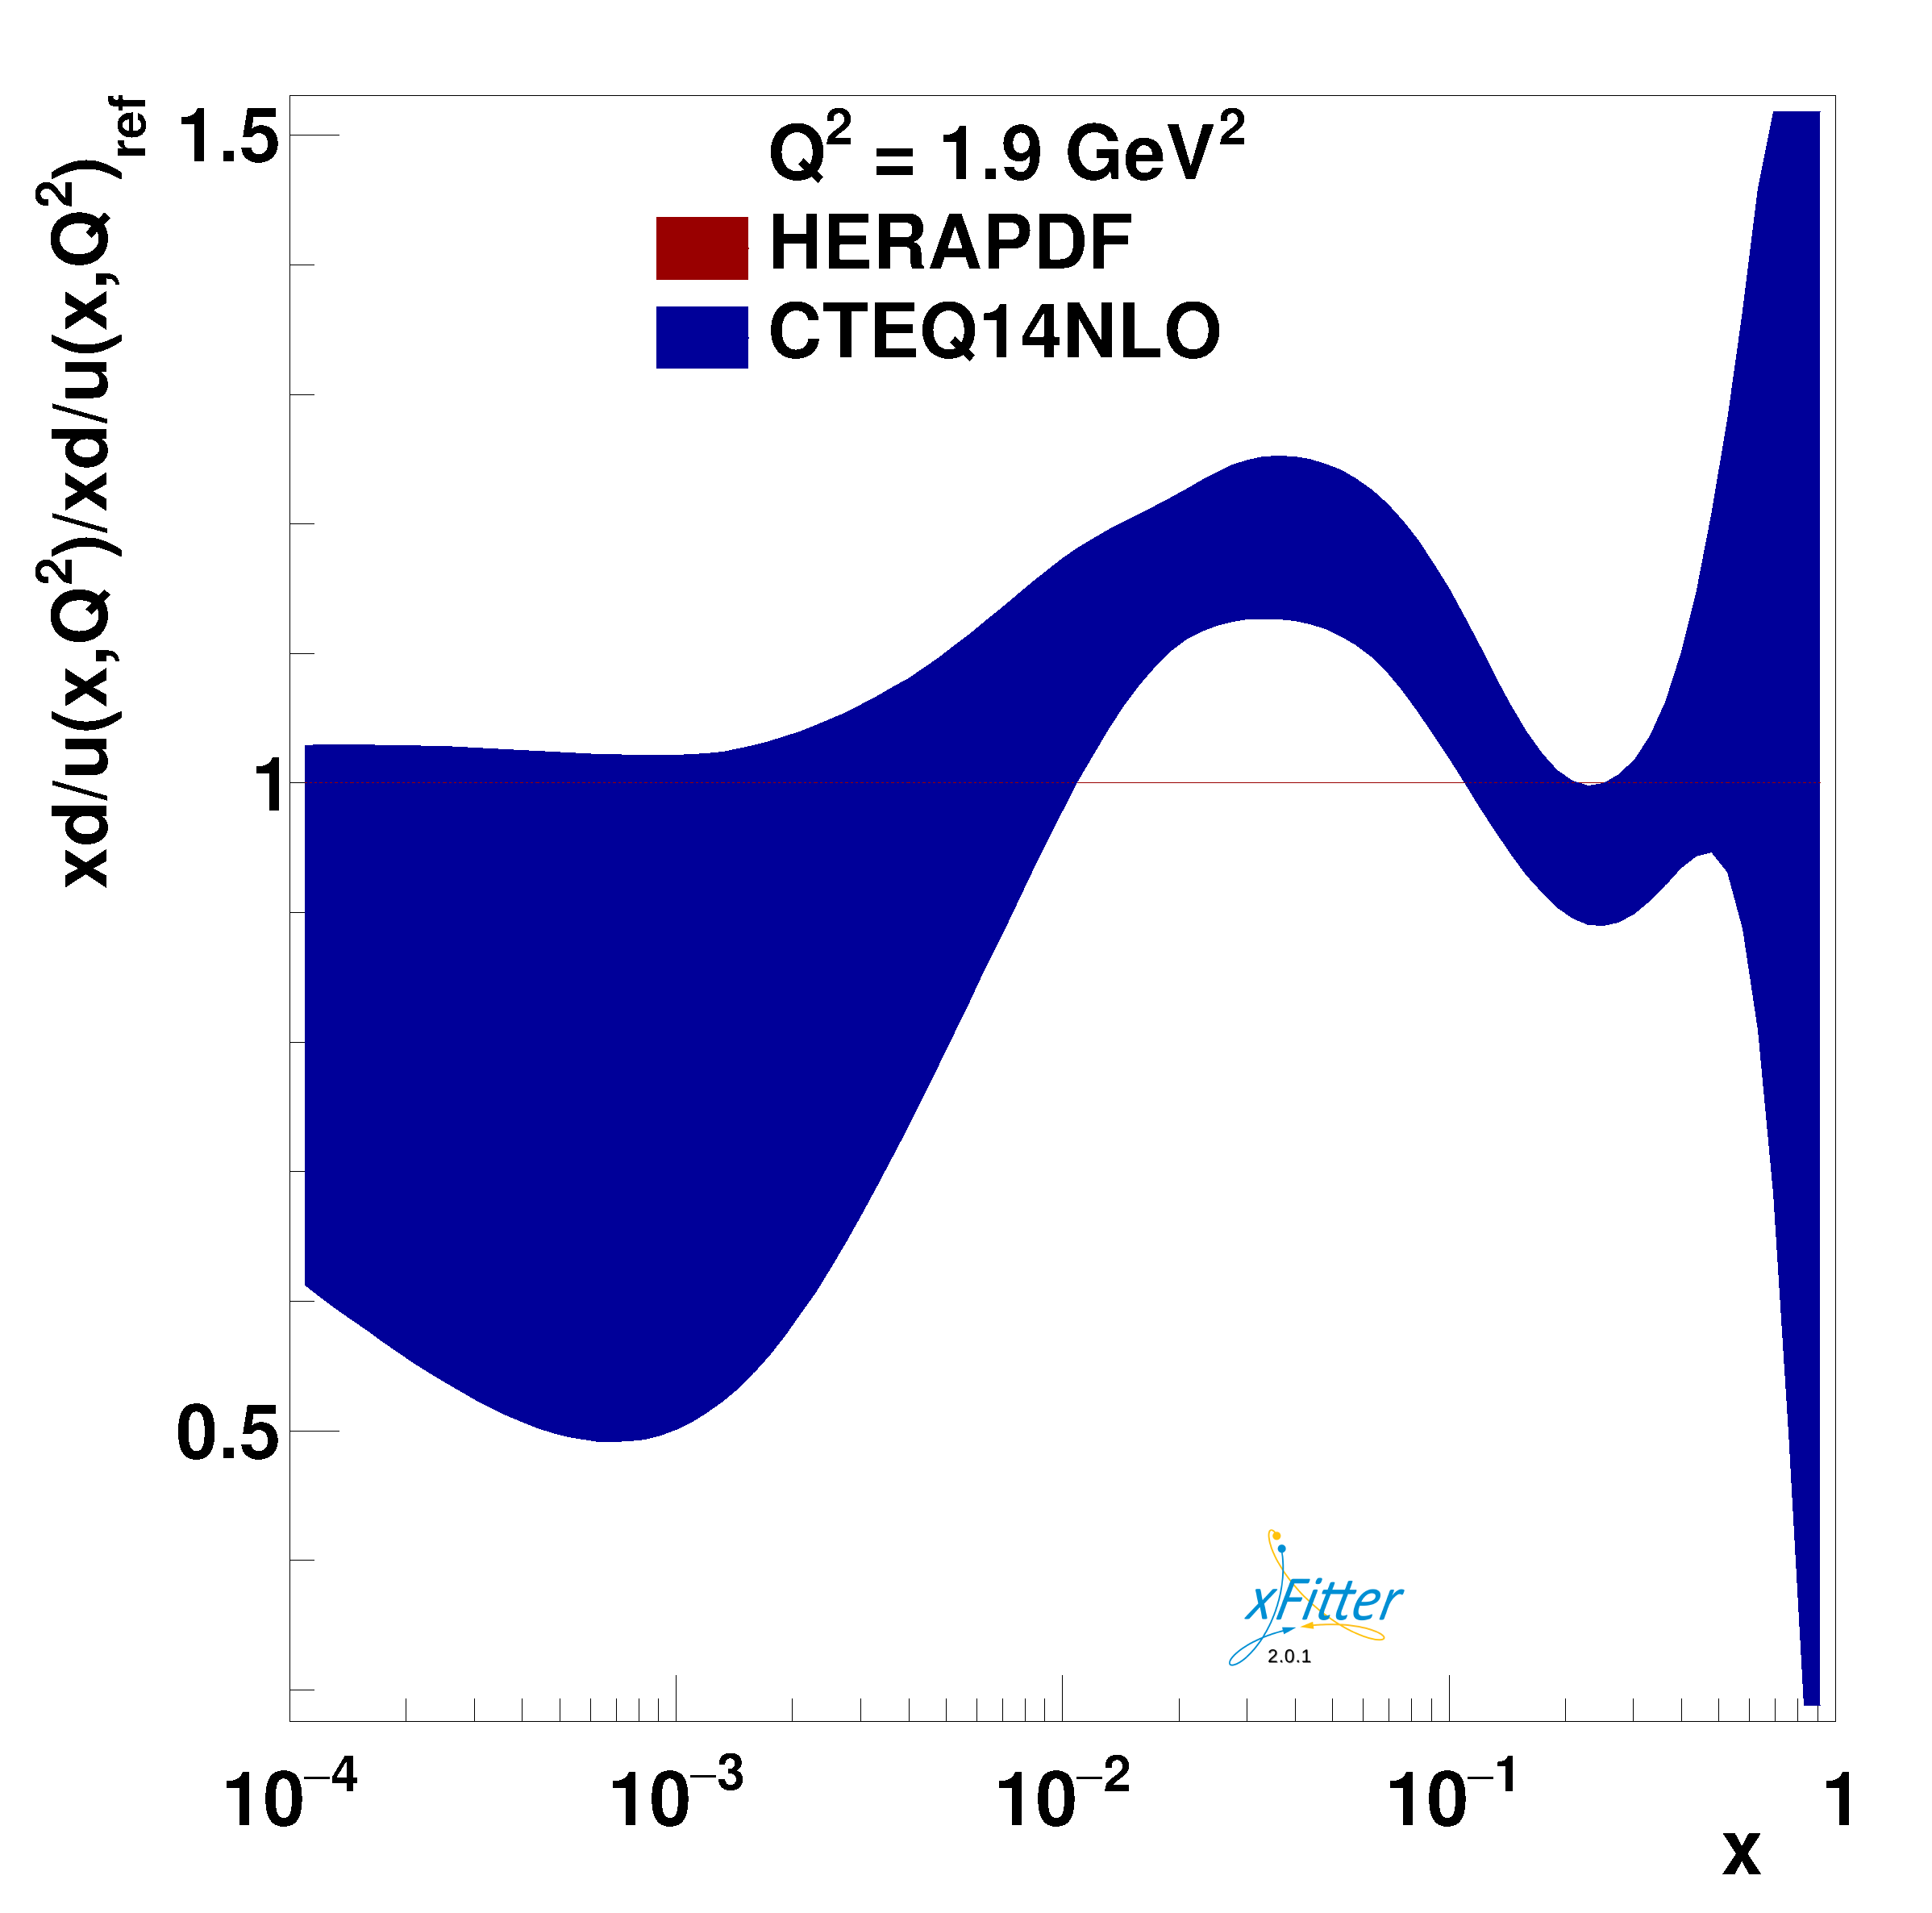 xd/u(x,Q²)/xd/u(x,Q²)ref
1.5
1
0.5
Q² = 1.9 GeV²
HERAPDF
CTEQ14NLO
xFitter
2.0.1
10⁻⁴ 10⁻³ 10⁻² 10⁻¹ 1
x